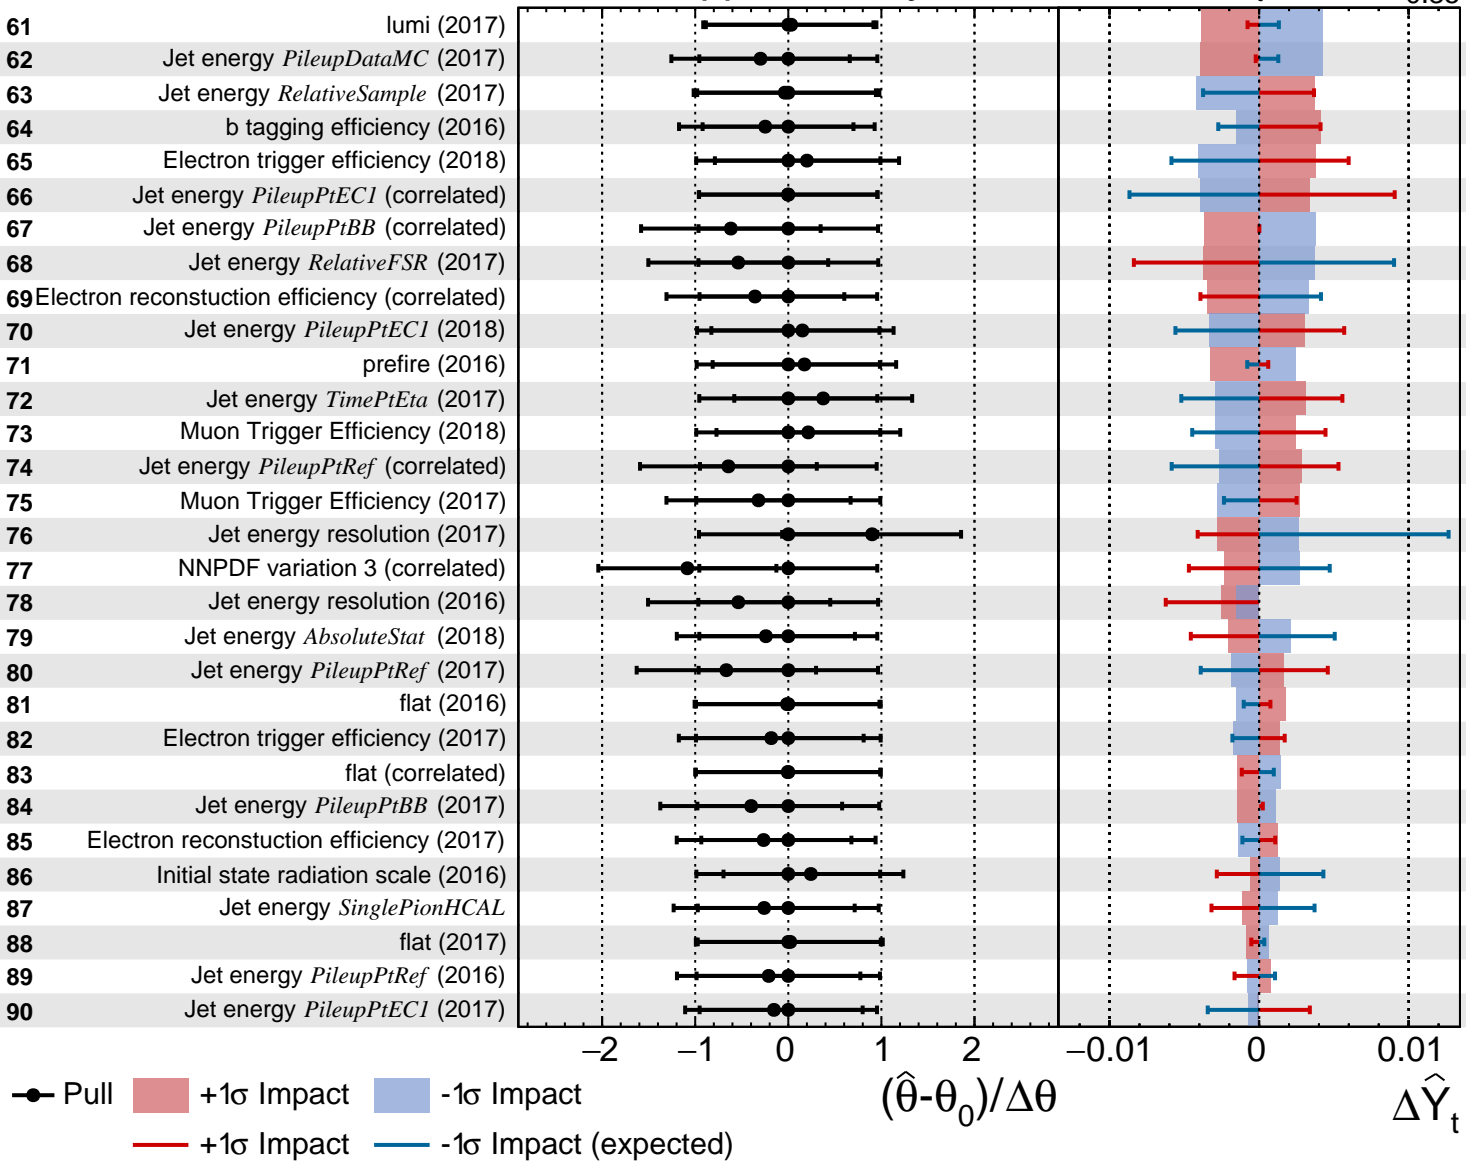 61 lumi (2017)
62 Jet energy PileupDataMC (2017)
63 Jet energy RelativeSample (2017)
64 b tagging efficiency (2016)
65 Electron trigger efficiency (2018)
66 Jet energy PileupPtEC1 (correlated)
67 Jet energy PileupPtBB (correlated)
68 Jet energy RelativeFSR (2017)
69 Electron reconstuction efficiency (correlated)
70 Jet energy PileupPtEC1 (2018)
71 prefire (2016)
72 Jet energy TimePtEta (2017)
73 Muon Trigger Efficiency (2018)
74 Jet energy PileupPtRef (correlated)
75 Muon Trigger Efficiency (2017)
76 Jet energy resolution (2017)
77 NNPDF variation 3 (correlated)
78 Jet energy resolution (2016)
79 Jet energy AbsoluteStat (2018)
80 Jet energy PileupPtRef (2017)
81 flat (2016)
82 Electron trigger efficiency (2017)
83 flat (correlated)
84 Jet energy PileupPtBB (2017)
85 Electron reconstuction efficiency (2017)
86 Initial state radiation scale (2016)
87 Jet energy SinglePionHCAL
88 flat (2017)
89 Jet energy PileupPtRef (2016)
90 Jet energy PileupPtEC1 (2017)
−2 −1 0 1 2 −0.01 0 0.01
Pull +1σ Impact -1σ Impact (θ̂-θ₀)/Δθ ΔŶₜ
+1σ Impact -1σ Impact (expected)